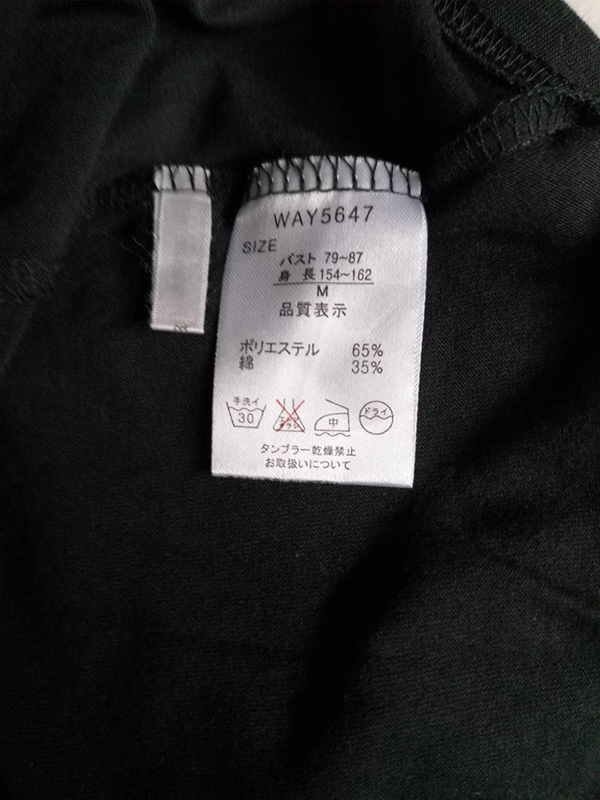 WAY5647
SIZE
バスト 79~87
身 長 154~162
M
品質表示
ポリエステル 65%
綿 35%
手洗イ
30
中
ドライ
タンブラー乾燥禁止
お取扱いについて